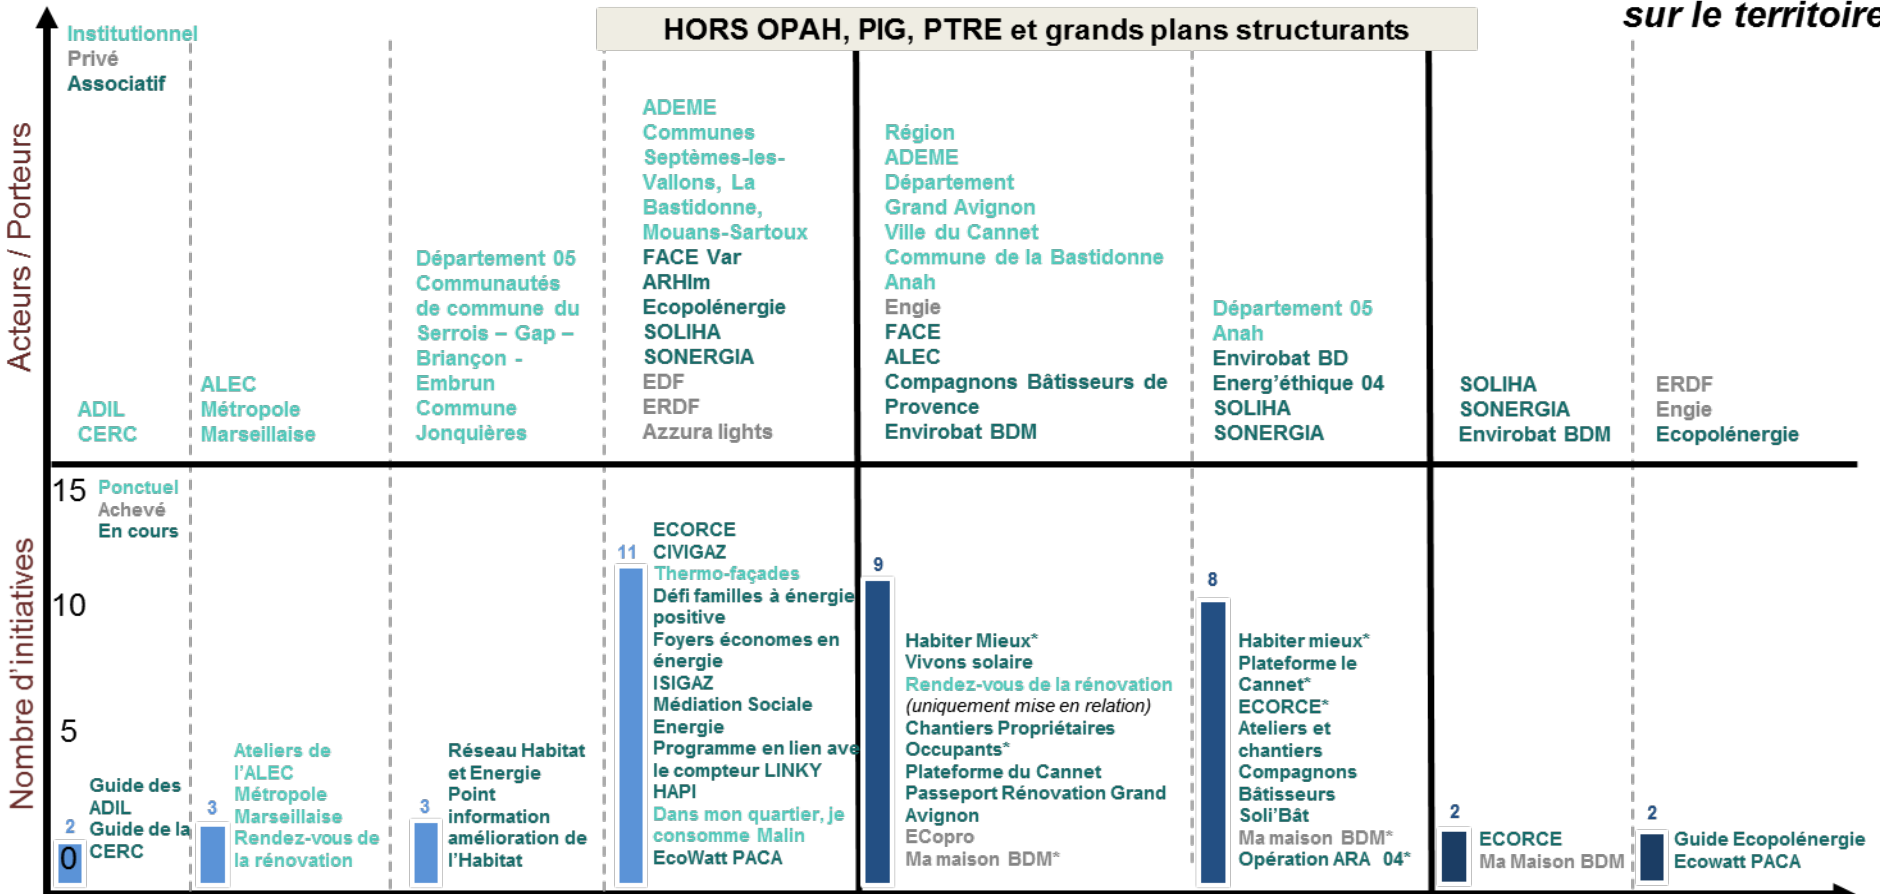 sur le territoire
HORS OPAH, PIG, PTRE et grands plans structurants
Acteurs / Porteurs
Institutionnel
Privé
Associatif
ADIL
CERC
ALEC
Métropole
Marseillaise
Département 05
Communautés
de commune du
Serrois – Gap –
Briançon -
Embrun
Commune
Jonquières
ADEME
Communes
Septèmes-les-
Vallons, La
Bastidonne,
Mouans-Sartoux
FACE Var
ARHIm
Ecopolénergie
SOLIHA
SONERGIA
EDF
ERDF
Azzura lights
Région
ADEME
Département
Grand Avignon
Ville du Cannet
Commune de la Bastidonne
Anah
Engie
FACE
ALEC
Compagnons Bâtisseurs de
Provence
Envirobat BDM
Département 05
Anah
Envirobat BD
Energ'éthique 04
SOLIHA
SONERGIA
SOLIHA
SONERGIA
Envirobat BDM
ERDF
Engie
Ecopolénergie
Nombre d'initiatives
15
10
5
0
Ponctuel
Achevé
En cours
2
Guide des
ADIL
Guide de la
CERC
3
Ateliers de
l'ALEC
Métropole
Marseillaise
Rendez-vous de
la rénovation
3
Réseau Habitat
et Energie
Point
information
amélioration de
l'Habitat
11
ECORCE
CIVIGAZ
Thermo-façades
Défi familles à énergie
positive
Foyers économes en
énergie
ISIGAZ
Médiation Sociale
Energie
Programme en lien ave
le compteur LINKY
HAPI
Dans mon quartier, je
consomme Malin
EcoWatt PACA
9
Habiter Mieux*
Vivons solaire
Rendez-vous de la rénovation
(uniquement mise en relation)
Chantiers Propriétaires
Occupants*
Plateforme du Cannet
Passeport Rénovation Grand
Avignon
ECopro
Ma maison BDM*
8
Habiter mieux*
Plateforme le
Cannet*
ECORCE*
Ateliers et
chantiers
Compagnons
Bâtisseurs
Soli'Bât
Ma maison BDM*
Opération ARA 04*
2
ECORCE
Ma Maison BDM
2
Guide Ecopolénergie
Ecowatt PACA